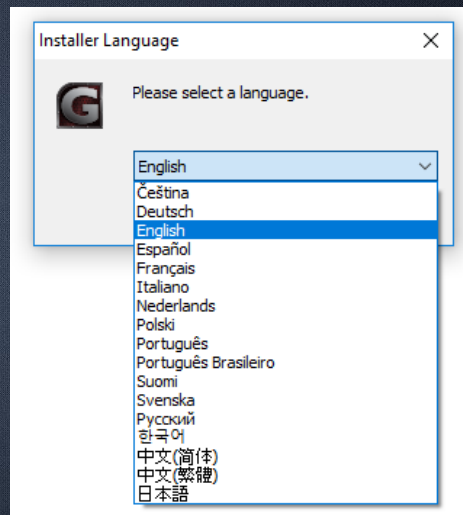 Installer Language
G
Please select a language.
English
Čeština
Deutsch
English
Español
Français
Italiano
Nederlands
Polski
Português
Português Brasileiro
Suomi
Svenska
Русский
한국어
中文(简体)
中文(繁體)
日本語